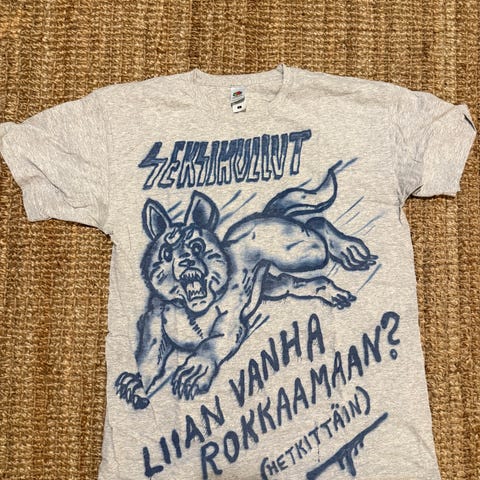 SEKSIHULLUT
LIIAN VANHA
ROKKAAMAAN?
(HETKITTÄIN)